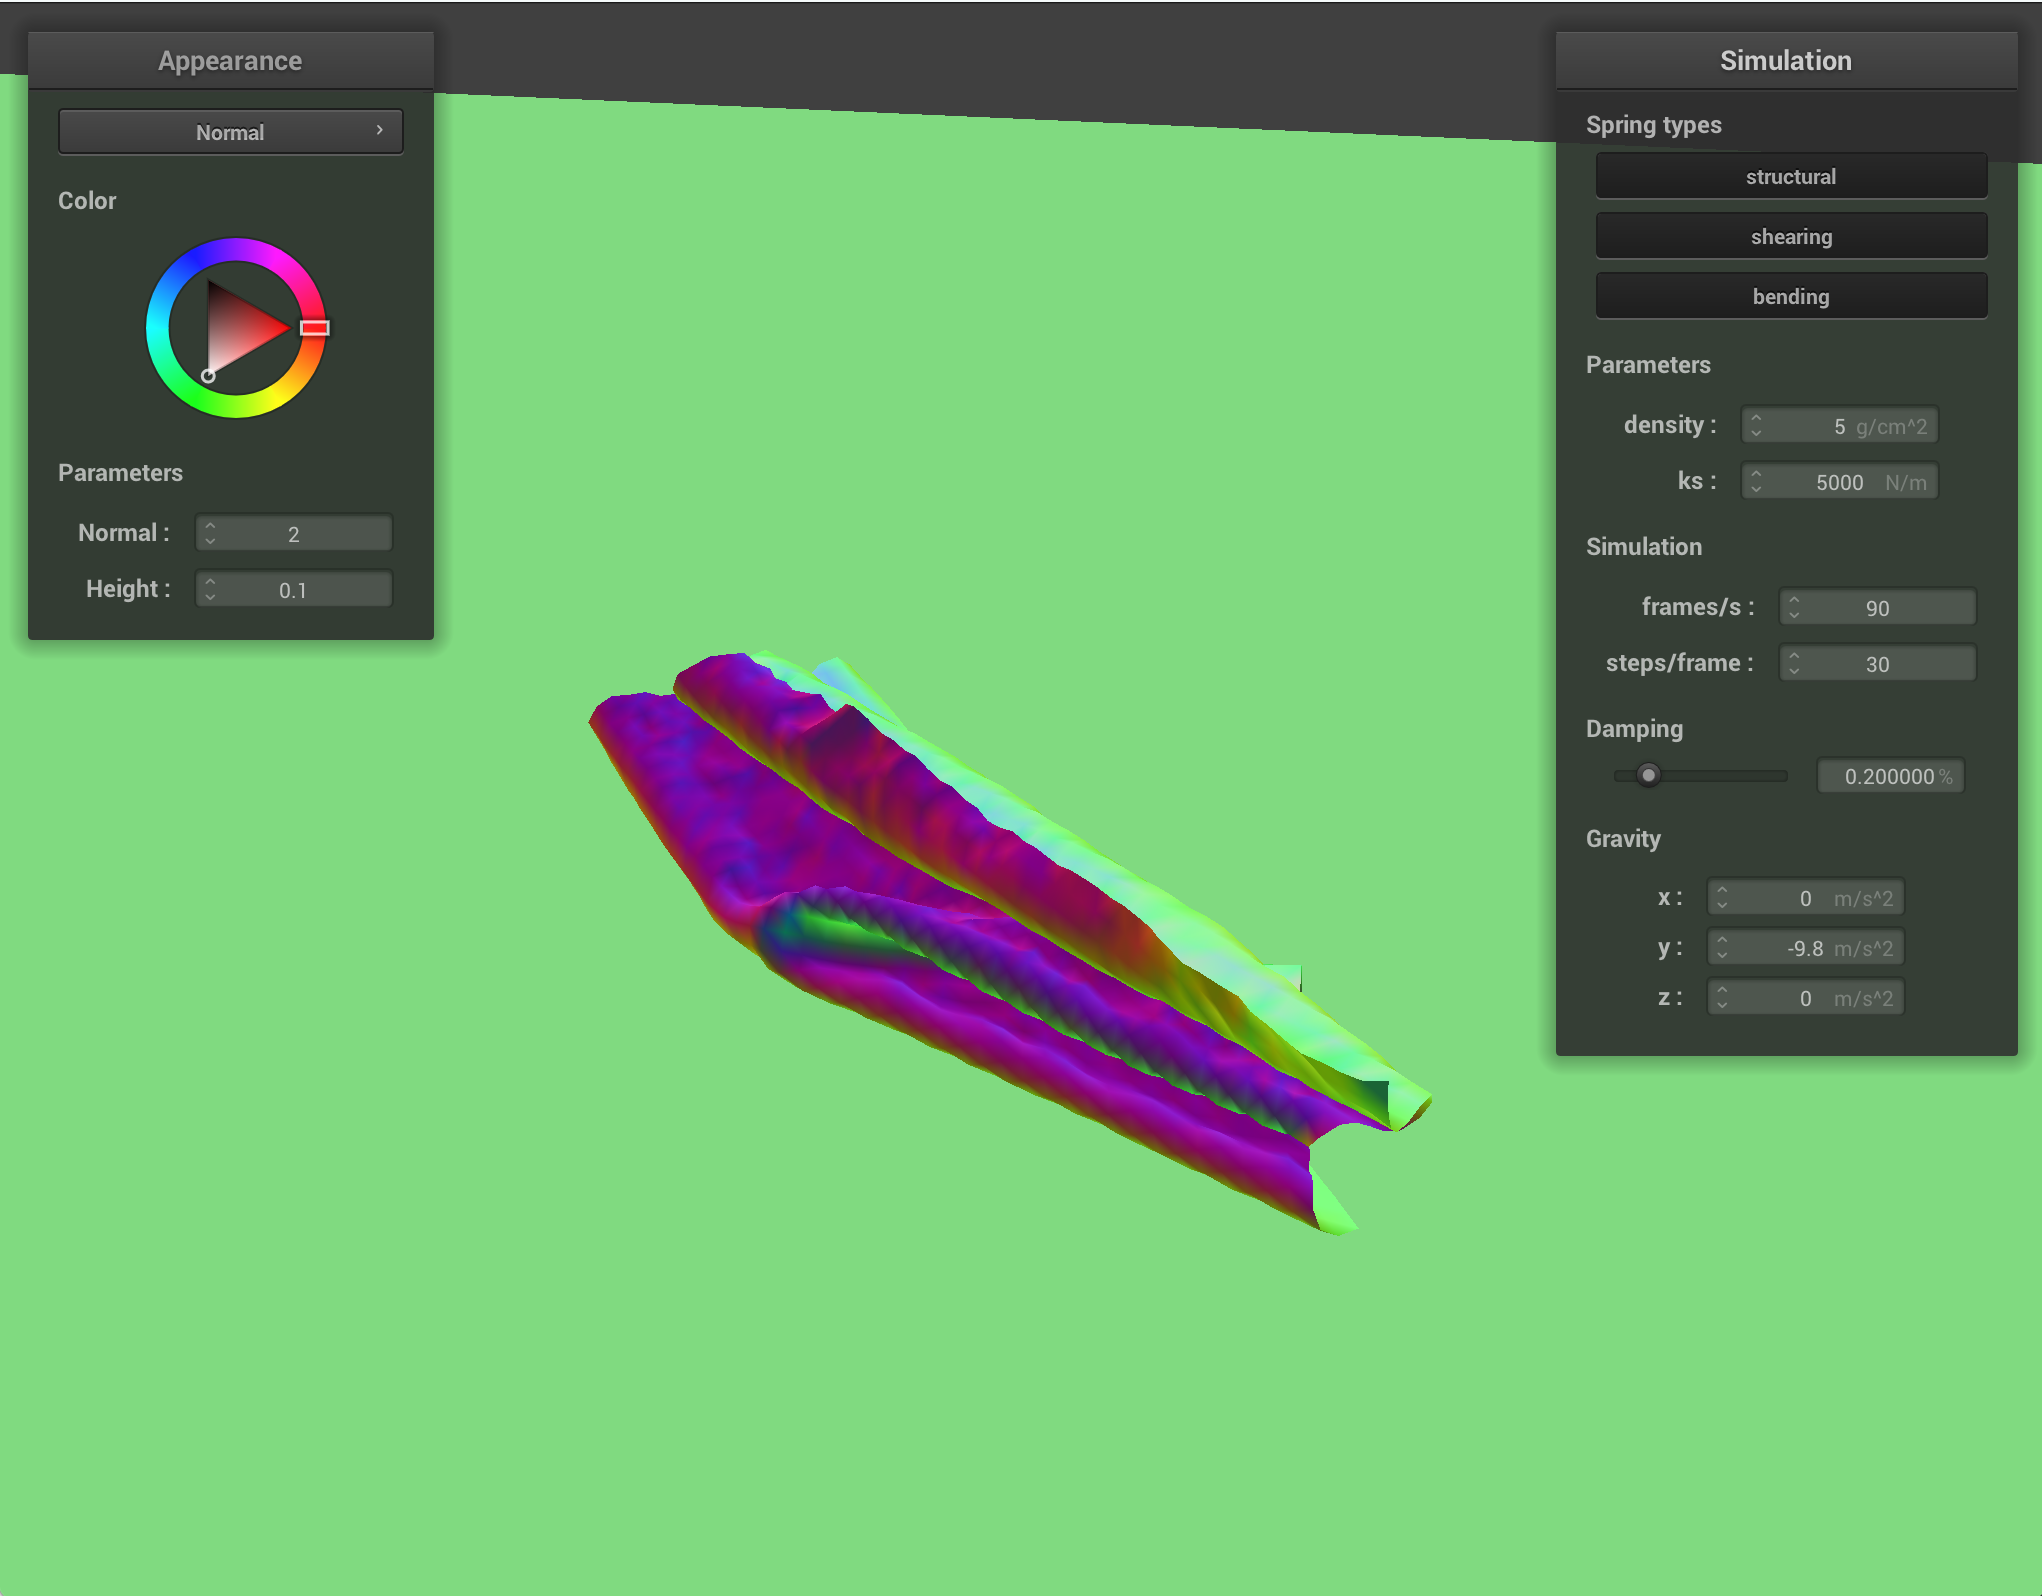 Appearance
Normal
Color
Parameters
Normal : 2
Height : 0.1
Simulation
Spring types
structural
shearing
bending
Parameters
density : 5 g/cm^2
ks : 5000 N/m
Simulation
frames/s : 90
steps/frame : 30
Damping
0.200000 %
Gravity
x : 0 m/s^2
y : -9.8 m/s^2
z : 0 m/s^2